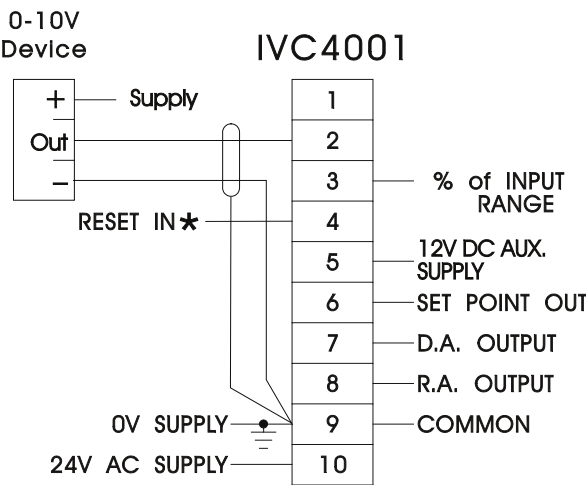 0-10V
Device
IVC4001
+ Supply
Out
–
RESET IN*
0V SUPPLY
24V AC SUPPLY
1
2
3
4
5
6
7
8
9
10
% of INPUT
RANGE
12V DC AUX.
SUPPLY
SET POINT OUT
D.A. OUTPUT
R.A. OUTPUT
COMMON